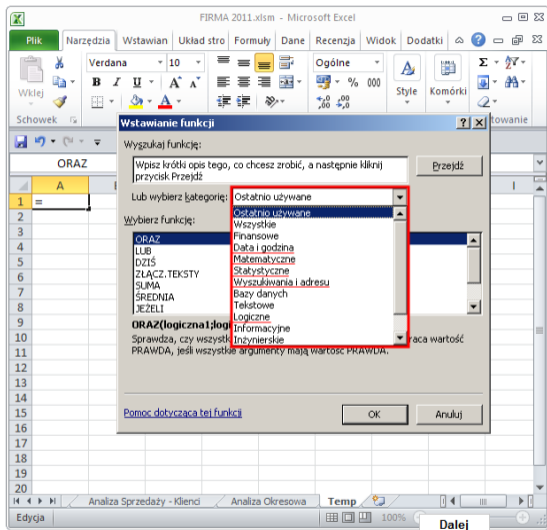 FIRMA 2011.xlsm - Microsoft Excel
Plik Narzędzia Wstawian Układ stro Formuły Dane Recenzja Widok Dodatki
Verdana 10 Ogólne
Wklej B I U A A % 000 Style Komórki
Schowek towanie
Wstawianie funkcji
Wyszukaj funkcję:
ORAZ
Wpisz krótki opis tego, co chcesz zrobić, a następnie kliknij
przycisk Przejdź
Przejdź
A I
Lub wybierz kategorię: Ostatnio używane
1 =
Ostatnio używane
Wszystkie
Finansowe
Data i godzina
Matematyczne
Statystyczne
Wyszukiwania i adresu
Bazy danych
Tekstowe
Logiczne
Informacyjne
Inżynierskie
Wybierz funkcję:
ORAZ
LUB
DZIŚ
ZŁĄCZ.TEKSTY
SUMA
ŚREDNIA
JEŻELI
ORAZ(logiczna1;logi
Sprawdza, czy wszystk raca wartość
PRAWDA, jeśli wszystkie argumenty mają wartość PRAWDA.
Pomoc dotycząca tej funkcji
OK Anuluj
2
3
4
5
6
7
8
9
10
11
12
13
14
15
16
17
18
19
20
Analiza Sprzedaży - Klienci Analiza Okresowa Temp
Edycja 100%
Dalej